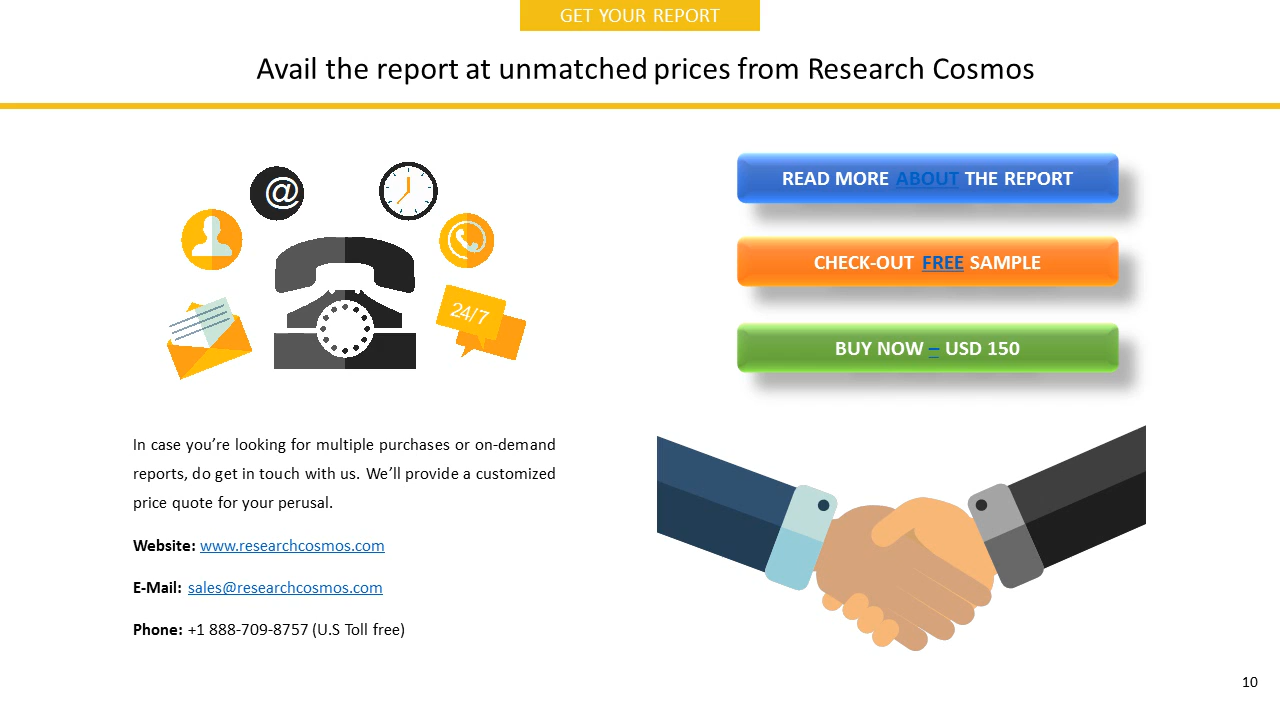 GET YOUR REPORT
Avail the report at unmatched prices from Research Cosmos
@
24/7
READ MORE ABOUT THE REPORT
CHECK-OUT FREE SAMPLE
BUY NOW – USD 150
In case you’re looking for multiple purchases or on-demand
reports, do get in touch with us. We’ll provide a customized
price quote for your perusal.
Website: www.researchcosmos.com
E-Mail: sales@researchcosmos.com
Phone: +1 888-709-8757 (U.S Toll free)
10